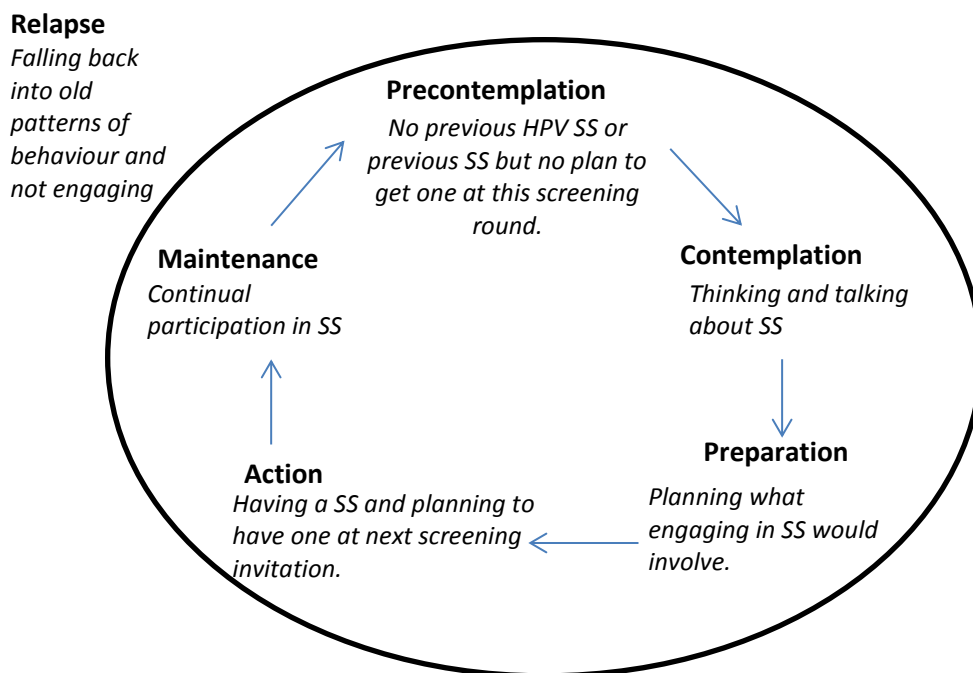 Relapse
Falling back
into old
patterns of
behaviour and
not engaging
Precontemplation
No previous HPV SS or
previous SS but no plan to
get one at this screening
round.
Contemplation
Thinking and talking
about SS
Preparation
Planning what
engaging in SS would
involve.
Action
Having a SS and planning to
have one at next screening
invitation.
Maintenance
Continual
participation in SS